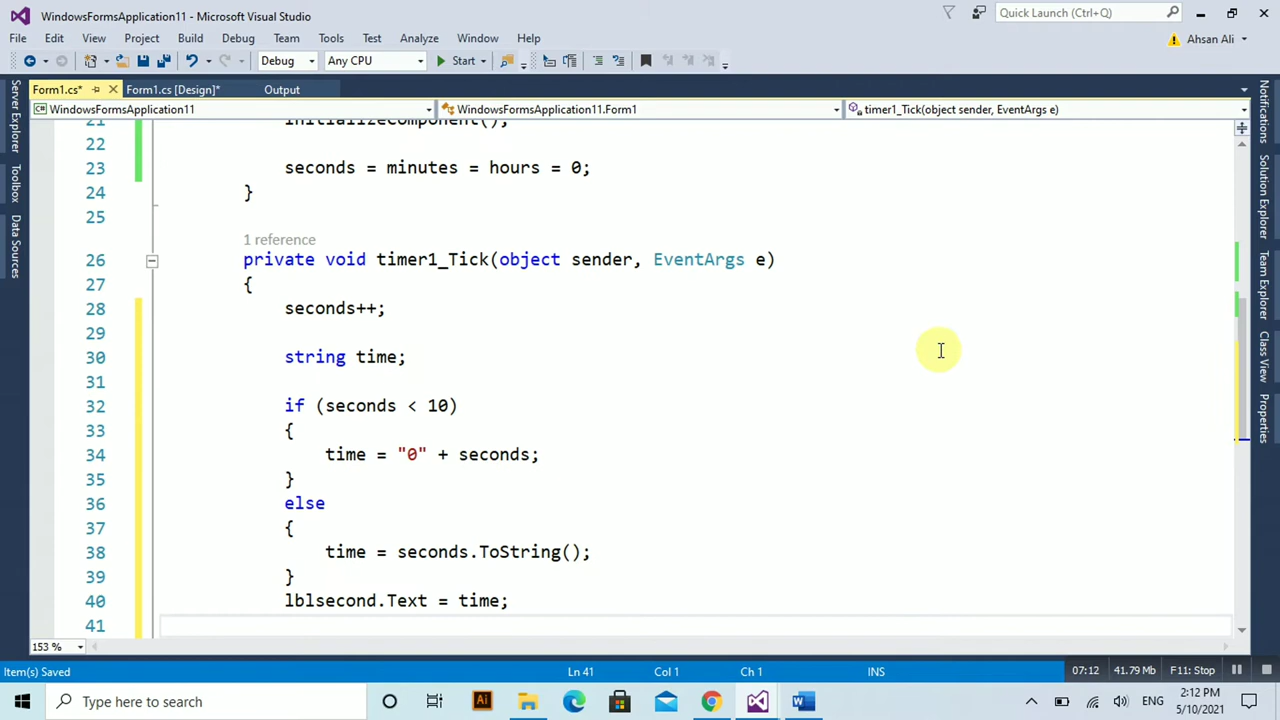 WindowsFormsApplication11 - Microsoft Visual Studio
Quick Launch (Ctrl+Q)
File Edit View Project Build Debug Team Tools Test Analyze Window Help
Ahsan Ali
Debug Any CPU Start
Form1.cs* Form1.cs [Design]* Output
WindowsFormsApplication11 WindowsFormsApplication11.Form1 timer1_Tick(object sender, EventArgs e)
Server Explorer
Toolbox
Data Sources
Notifications
Solution Explorer
Team Explorer
Class View
Properties
21 InitializeComponent();
22
23 seconds = minutes = hours = 0;
24 }
25
1 reference
26 private void timer1_Tick(object sender, EventArgs e)
27 {
28 seconds++;
29
30 string time;
31
32 if (seconds < 10)
33 {
34 time = "0" + seconds;
35 }
36 else
37 {
38 time = seconds.ToString();
39 }
40 lblsecond.Text = time;
41
153 %
Item(s) Saved Ln 41 Col 1 Ch 1 INS 07:12 41.79 MB F11: Stop
Type here to search
Ai
ENG
2:12 PM
5/10/2021